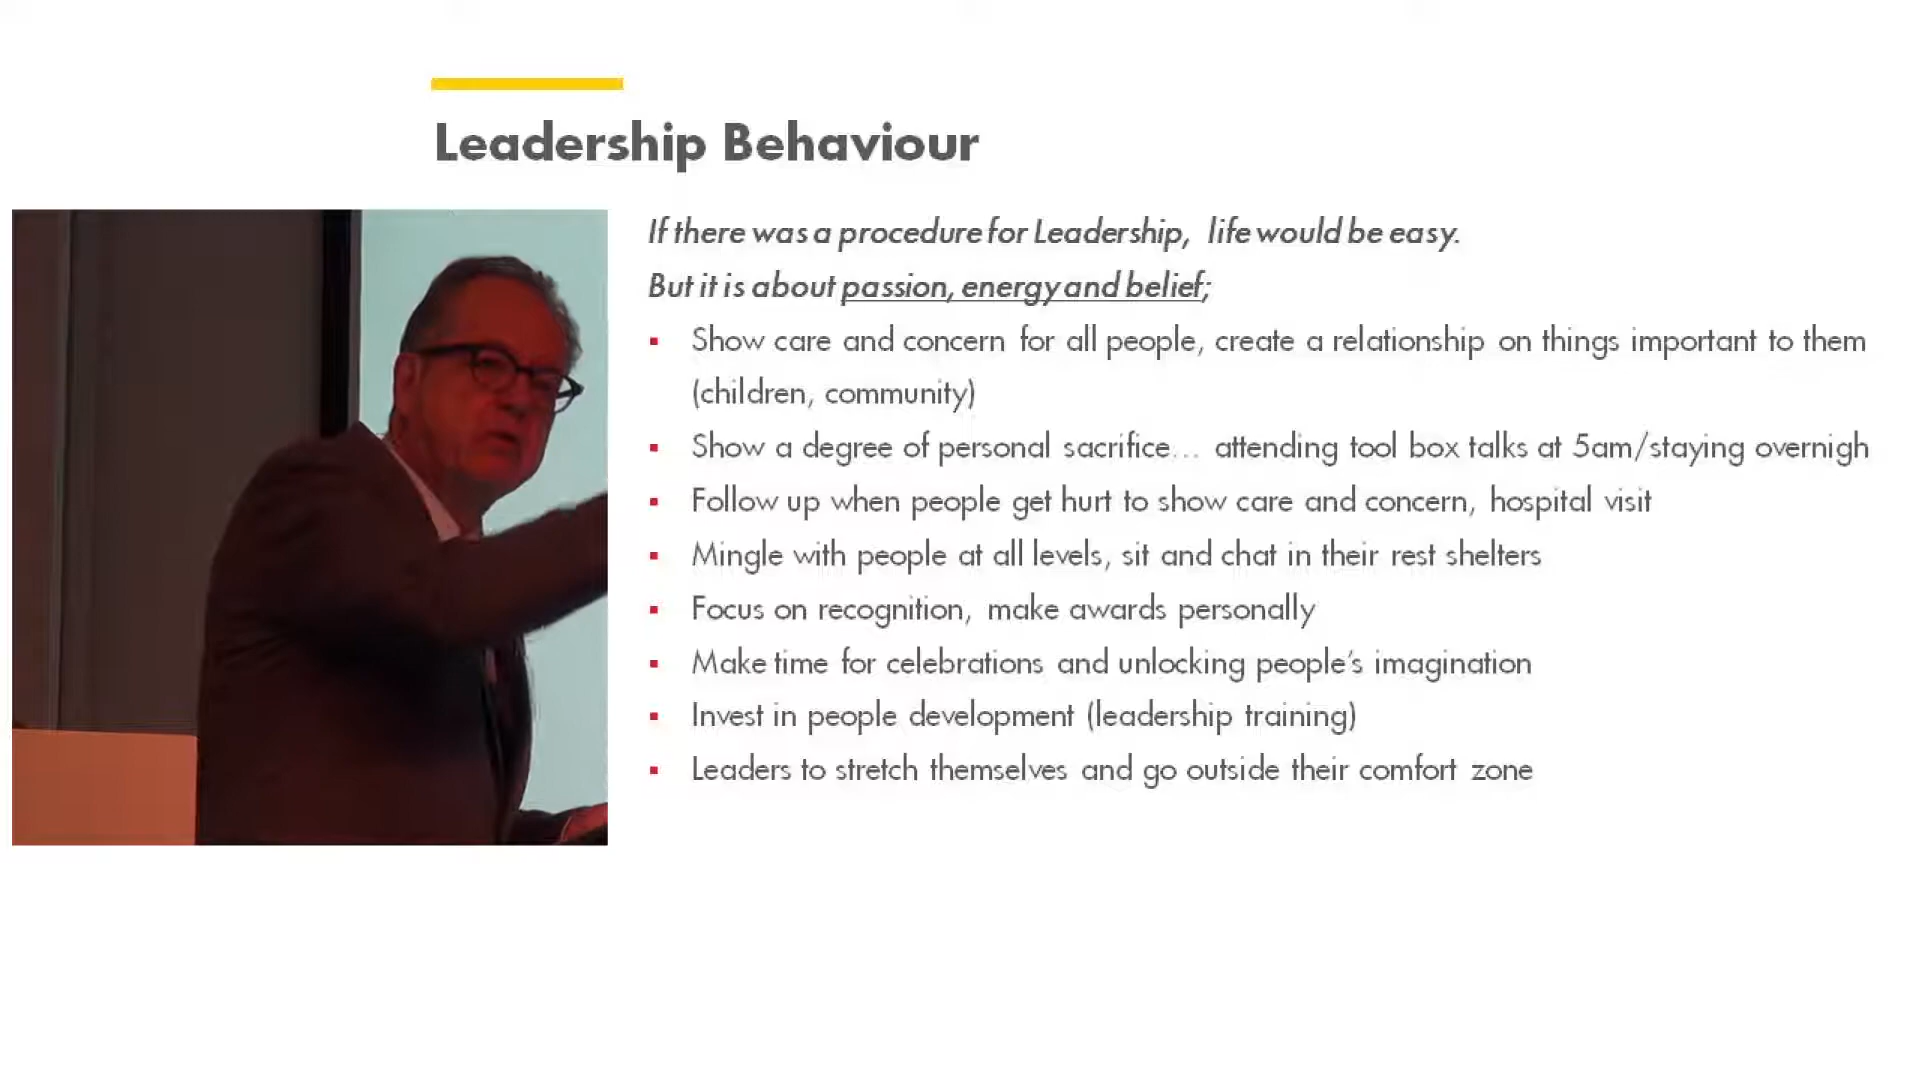 Leadership Behaviour
If there was a procedure for Leadership, life would be easy.
But it is about passion, energy and belief;
▪ Show care and concern for all people, create a relationship on things important to them
(children, community)
▪ Show a degree of personal sacrifice... attending tool box talks at 5am/staying overnigh
▪ Follow up when people get hurt to show care and concern, hospital visit
▪ Mingle with people at all levels, sit and chat in their rest shelters
▪ Focus on recognition, make awards personally
▪ Make time for celebrations and unlocking people’s imagination
▪ Invest in people development (leadership training)
▪ Leaders to stretch themselves and go outside their comfort zone